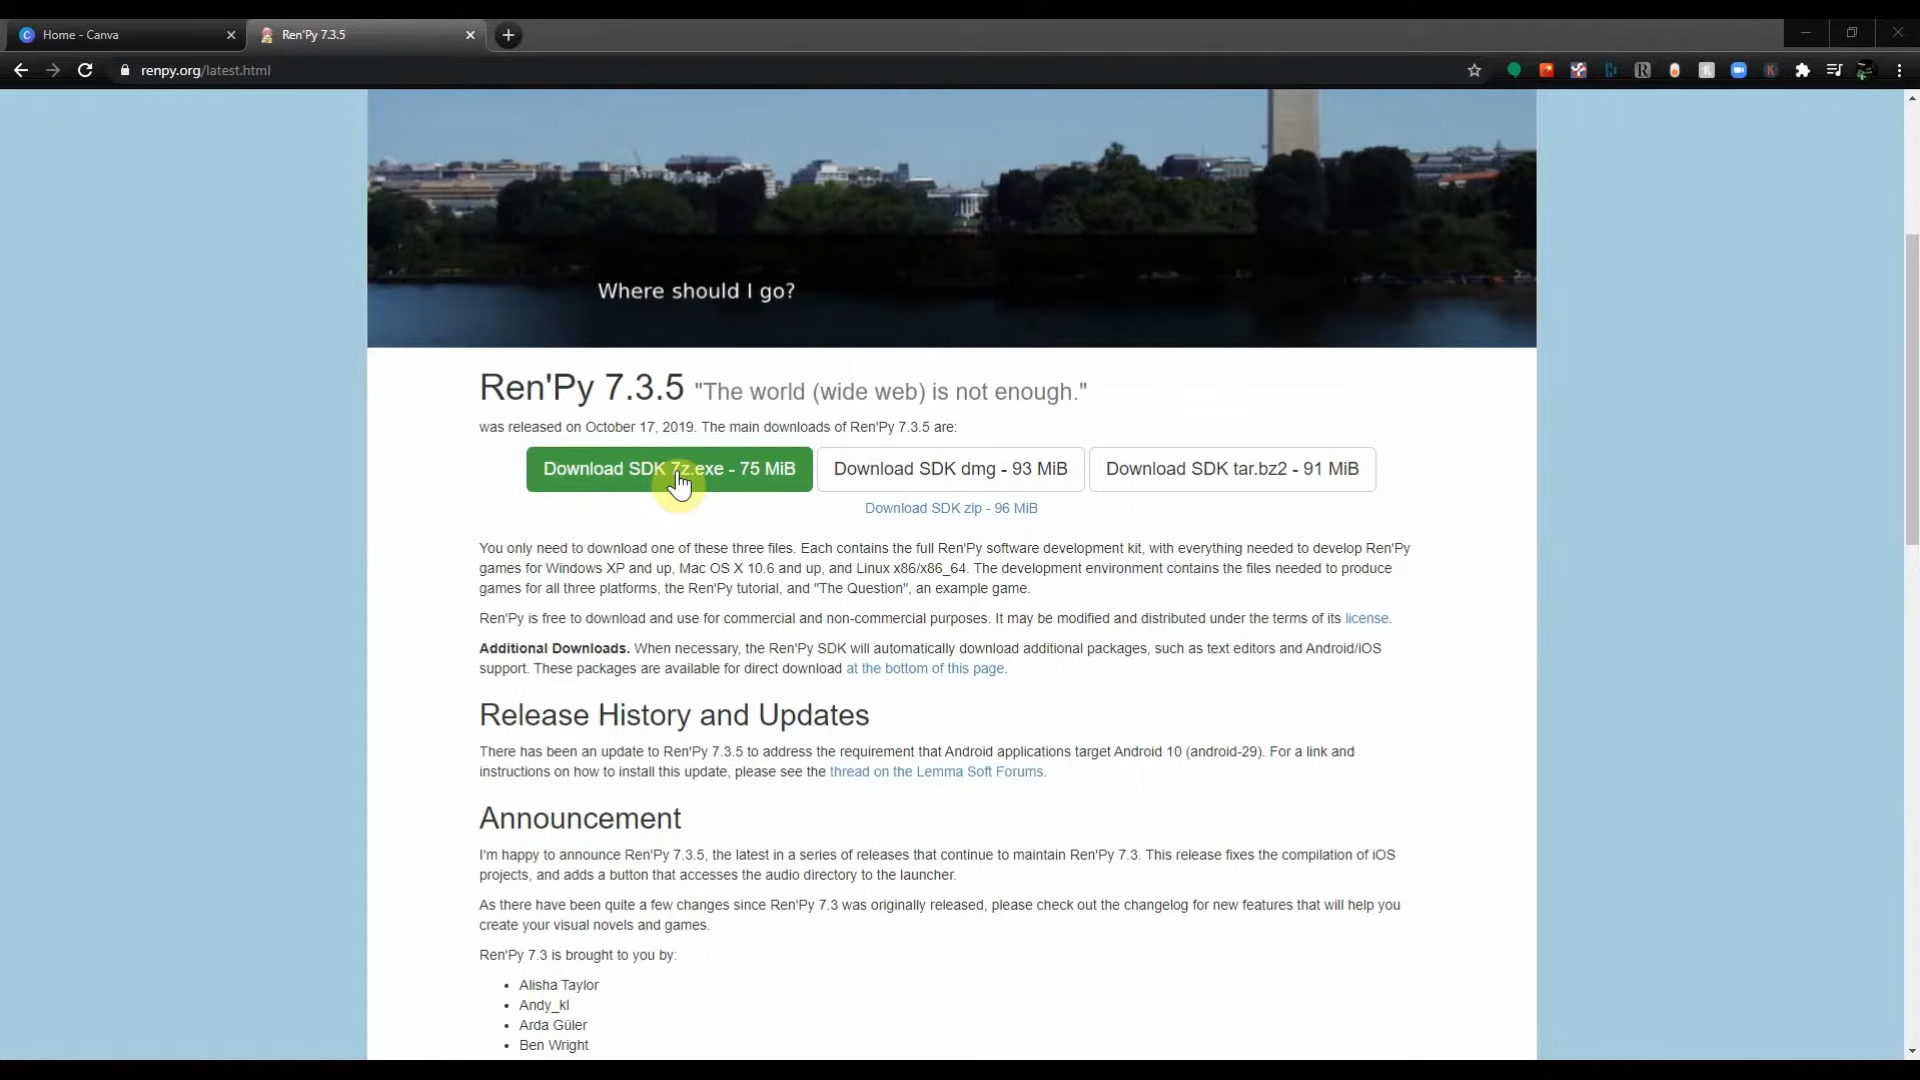 Home - Canva
Ren'Py 7.3.5
renpy.org/latest.html
Where should I go?
Ren'Py 7.3.5 "The world (wide web) is not enough."
was released on October 17, 2019. The main downloads of Ren'Py 7.3.5 are:
Download SDK 7z.exe - 75 MiB
Download SDK dmg - 93 MiB
Download SDK tar.bz2 - 91 MiB
Download SDK zip - 96 MiB
You only need to download one of these three files. Each contains the full Ren'Py software development kit, with everything needed to develop Ren'Py
games for Windows XP and up, Mac OS X 10.6 and up, and Linux x86/x86_64. The development environment contains the files needed to produce
games for all three platforms, the Ren'Py tutorial, and "The Question", an example game.
Ren'Py is free to download and use for commercial and non-commercial purposes. It may be modified and distributed under the terms of its license.
Additional Downloads. When necessary, the Ren'Py SDK will automatically download additional packages, such as text editors and Android/iOS
support. These packages are available for direct download at the bottom of this page.
Release History and Updates
There has been an update to Ren'Py 7.3.5 to address the requirement that Android applications target Android 10 (android-29). For a link and
instructions on how to install this update, please see the thread on the Lemma Soft Forums.
Announcement
I'm happy to announce Ren'Py 7.3.5, the latest in a series of releases that continue to maintain Ren'Py 7.3. This release fixes the compilation of iOS
projects, and adds a button that accesses the audio directory to the launcher.
As there have been quite a few changes since Ren'Py 7.3 was originally released, please check out the changelog for new features that will help you
create your visual novels and games.
Ren'Py 7.3 is brought to you by:
• Alisha Taylor
• Andy_kl
• Arda Güler
• Ben Wright